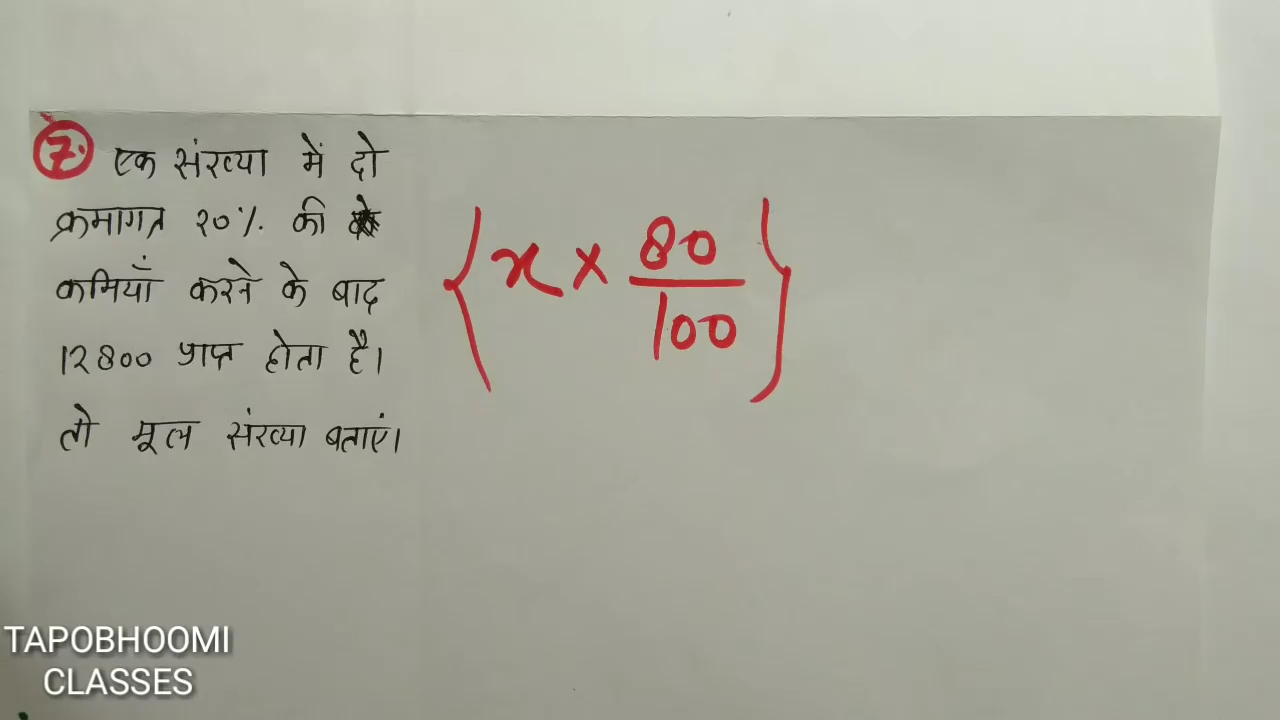 7. एक संख्या में दो
क्रमागत 20% की
कमियाँ करने के बाद
12800 प्राप्त होता है।
तो मूल संख्या बताएं।
{x × 80/100}
TAPOBHOOMI
CLASSES